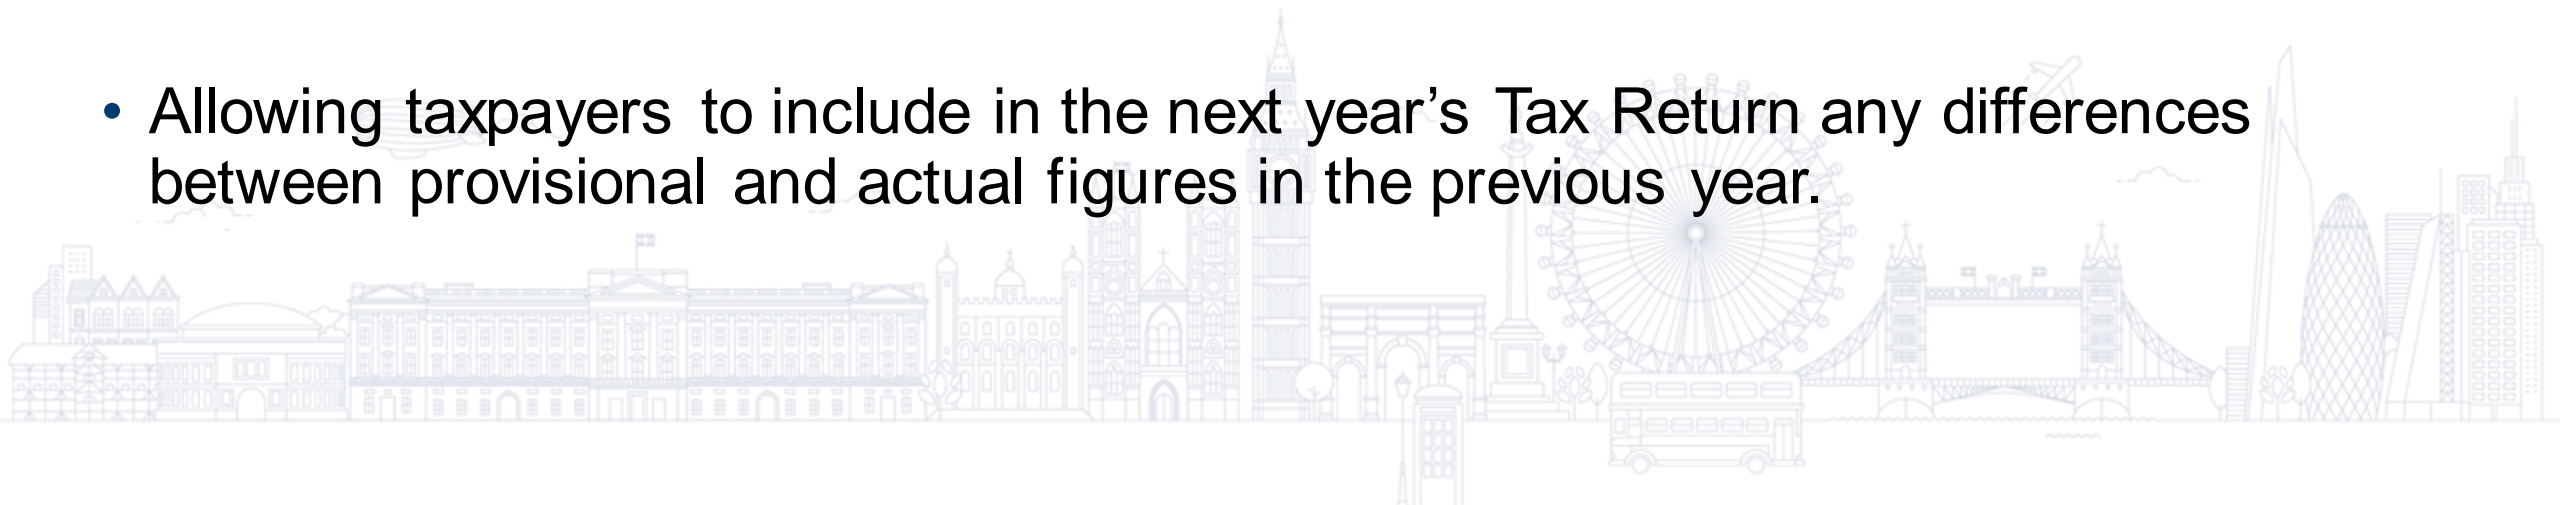 • Allowing taxpayers to include in the next year’s Tax Return any differences
between provisional and actual figures in the previous year.